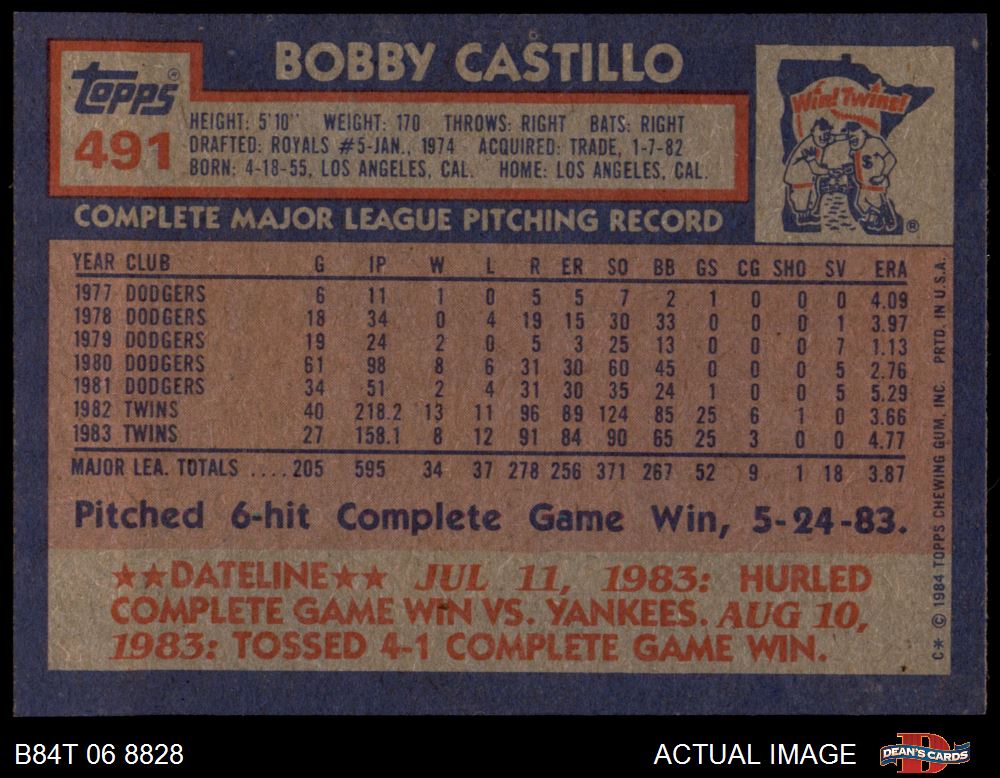 BOBBY CASTILLO
topps®
491
HEIGHT: 5'10" WEIGHT: 170 THROWS: RIGHT BATS: RIGHT
DRAFTED: ROYALS #5-JAN., 1974 ACQUIRED: TRADE, 1-7-82
BORN: 4-18-55, LOS ANGELES, CAL. HOME: LOS ANGELES, CAL.
Win! Twins!
M S
®
COMPLETE MAJOR LEAGUE PITCHING RECORD
YEAR CLUB G IP W L R ER SO BB GS CG SHO SV ERA
1977 DODGERS 6 11 1 0 5 5 7 2 1 0 0 0 4.09
1978 DODGERS 18 34 0 4 19 15 30 33 0 0 0 1 3.97
1979 DODGERS 19 24 2 0 5 3 25 13 0 0 0 7 1.13
1980 DODGERS 61 98 8 6 31 30 60 45 0 0 0 5 2.76
1981 DODGERS 34 51 2 4 31 30 35 24 1 0 0 5 5.29
1982 TWINS 40 218.2 13 11 96 89 124 85 25 6 1 0 3.66
1983 TWINS 27 158.1 8 12 91 84 90 65 25 3 0 0 4.77
MAJOR LEA. TOTALS ....205 595 34 37 278 256 371 267 52 9 1 18 3.87
Pitched 6-hit Complete Game Win, 5-24-83.
★★DATELINE★★ JUL 11, 1983: HURLED
COMPLETE GAME WIN VS. YANKEES. AUG 10,
1983: TOSSED 4-1 COMPLETE GAME WIN.
C* © 1984 TOPPS CHEWING GUM, INC. PRTD. IN U.S.A.
B84T 06 8828
ACTUAL IMAGE
D
DEAN'S CARDS